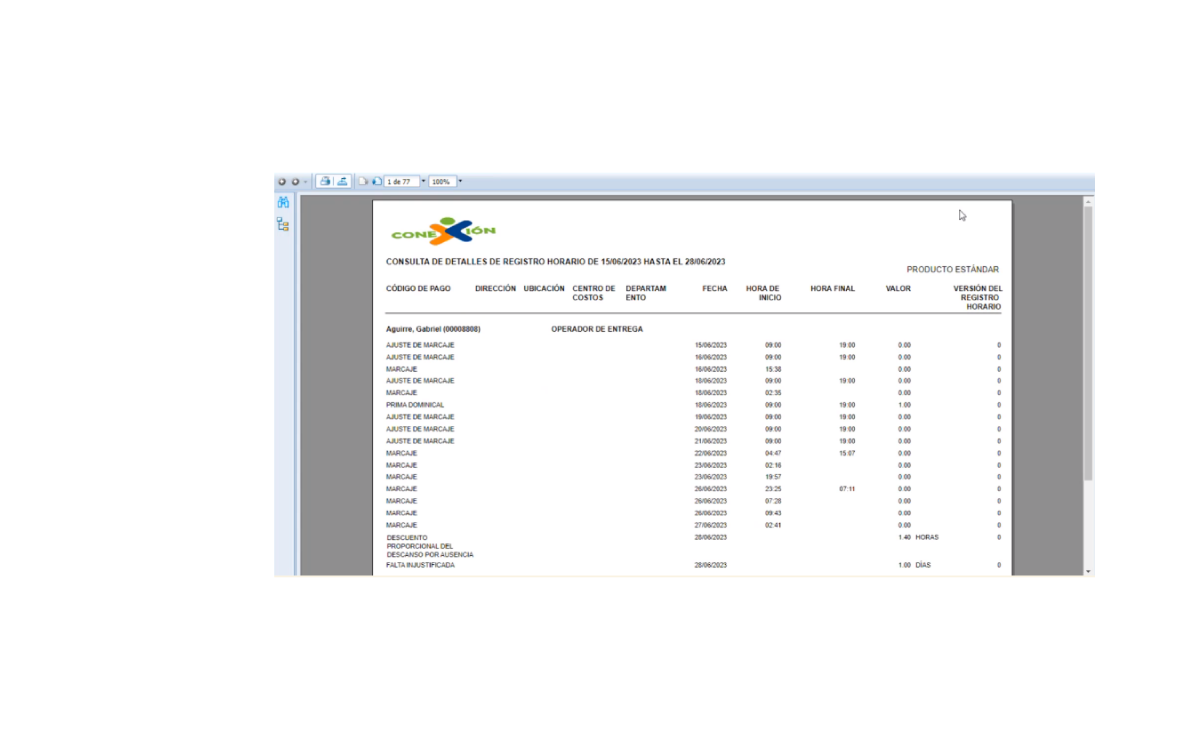 1 de 77 100%
CONEXIÓN
CONSULTA DE DETALLES DE REGISTRO HORARIO DE 15/06/2023 HASTA EL 28/06/2023
PRODUCTO ESTÁNDAR
CÓDIGO DE PAGO DIRECCIÓN UBICACIÓN CENTRO DE DEPARTAM FECHA HORA DE HORA FINAL VALOR VERSIÓN DEL
COSTOS ENTO INICIO REGISTRO
HORARIO
Aguirre, Gabriel (00008808) OPERADOR DE ENTREGA
AJUSTE DE MARCAJE 15/06/2023 09:00 19:00 0.00 0
AJUSTE DE MARCAJE 16/06/2023 09:00 19:00 0.00 0
MARCAJE 16/06/2023 15:38 0.00 0
AJUSTE DE MARCAJE 18/06/2023 09:00 19:00 0.00 0
MARCAJE 18/06/2023 02:35 0.00 0
PRIMA DOMINICAL 18/06/2023 09:00 19:00 1.00 0
AJUSTE DE MARCAJE 19/06/2023 09:00 19:00 0.00 0
AJUSTE DE MARCAJE 20/06/2023 09:00 19:00 0.00 0
AJUSTE DE MARCAJE 21/06/2023 09:00 19:00 0.00 0
MARCAJE 22/06/2023 04:47 15:07 0.00 0
MARCAJE 23/06/2023 02:16 0.00 0
MARCAJE 23/06/2023 19:57 0.00 0
MARCAJE 26/06/2023 23:25 07:11 0.00 0
MARCAJE 26/06/2023 07:28 0.00 0
MARCAJE 26/06/2023 09:43 0.00 0
MARCAJE 27/06/2023 02:41 0.00 0
DESCUENTO 28/06/2023 1.40 HORAS 0
PROPORCIONAL DEL
DESCANSO POR AUSENCIA
FALTA INJUSTIFICADA 28/06/2023 1.00 DÍAS 0